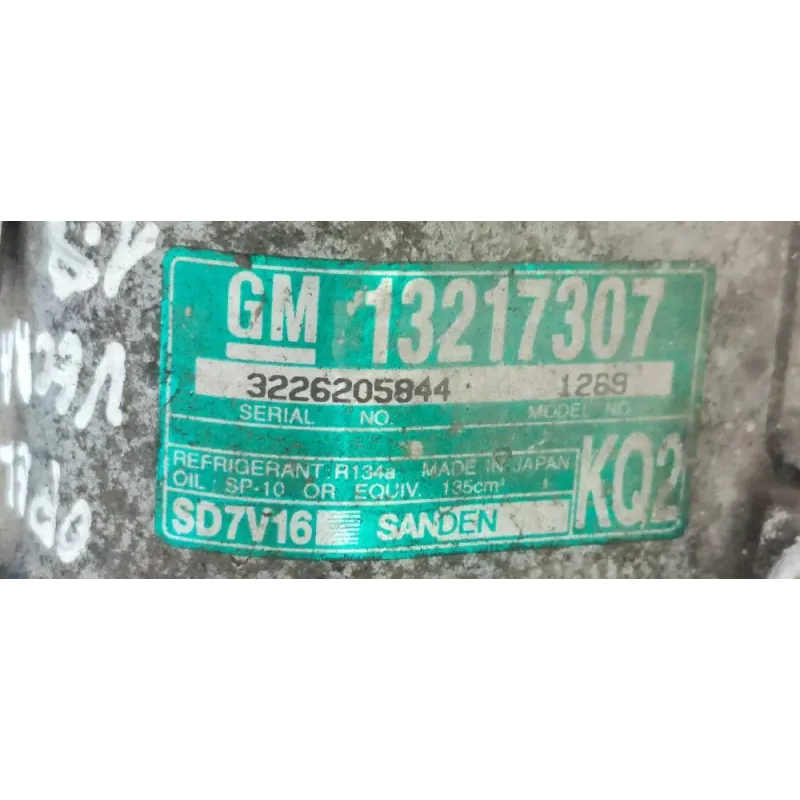 GM 13217307
3226205844 1269
SERIAL NO. MODEL NO.
REFRIGERANT: R134a MADE IN JAPAN
OIL : SP-10 OR EQUIV. 135cm³
KQ2
SD7V16 SANDEN
OPEL